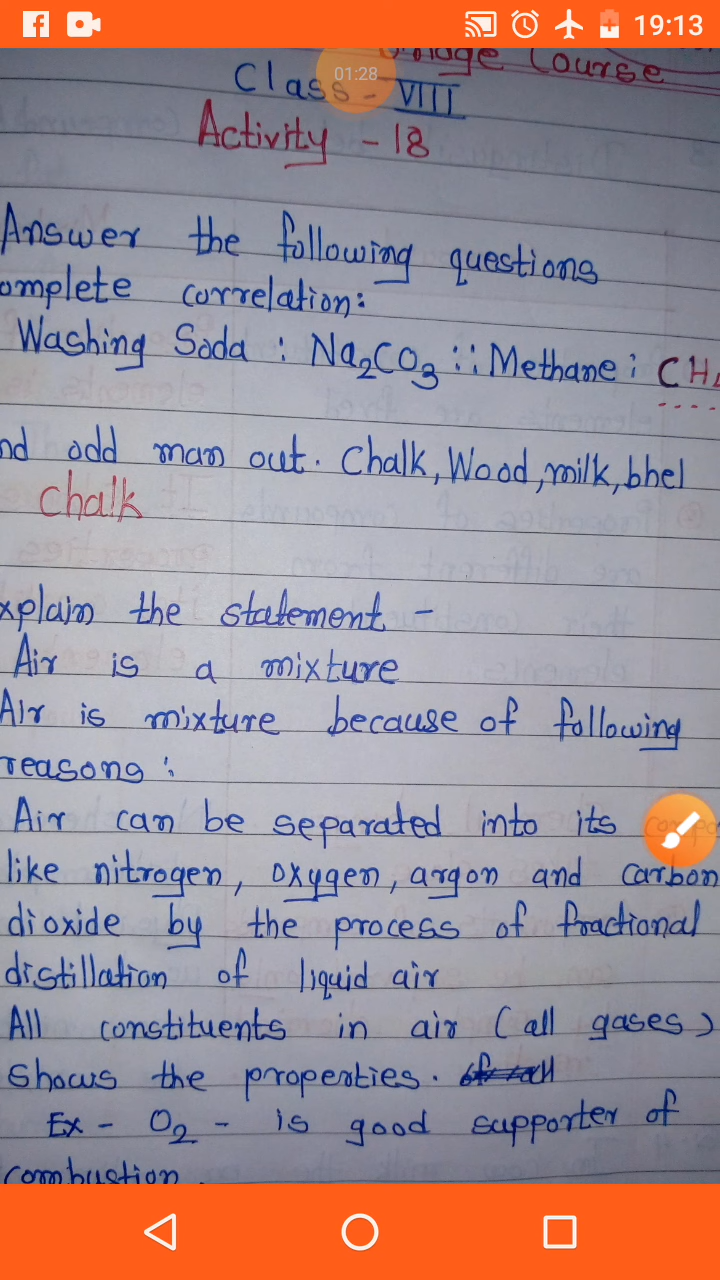 19:13
Course
01:28
Class - VIII
Activity - 18
Answer the following questions
omplete correlation:
Washing Soda : Na₂CO₃ :: Methane : CH₄
nd odd man out. Chalk, Wood, milk, bhel
Chalk
xplain the statement -
Air is a mixture
Air is mixture because of following
reasons :
Air can be separated into its
like nitrogen, oxygen, argon and carbon
dioxide by the process of fractional
distillation of liquid air
All constituents in air (all gases)
Shows the properties.
Ex - O₂ - is good supporter of
combustion.